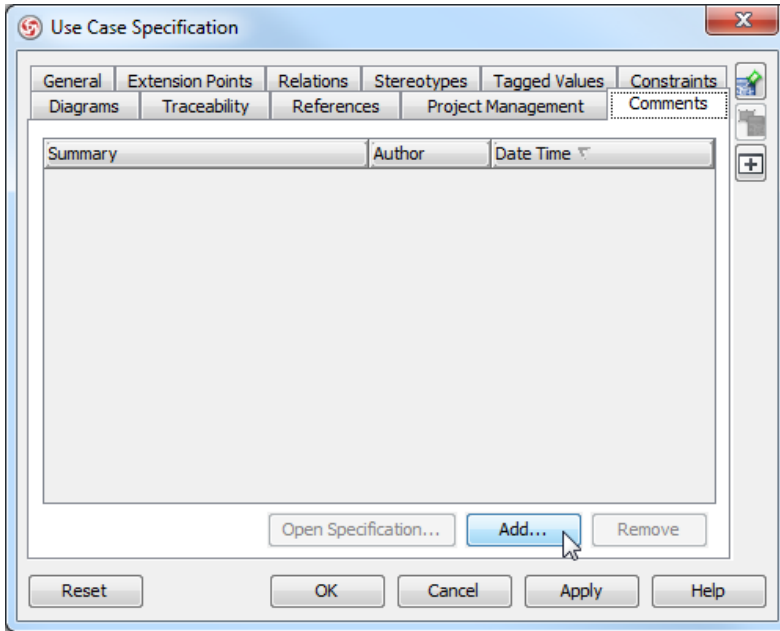 Use Case Specification
General Extension Points Relations Stereotypes Tagged Values Constraints
Diagrams Traceability References Project Management Comments
Summary Author Date Time
Open Specification... Add... Remove
Reset OK Cancel Apply Help